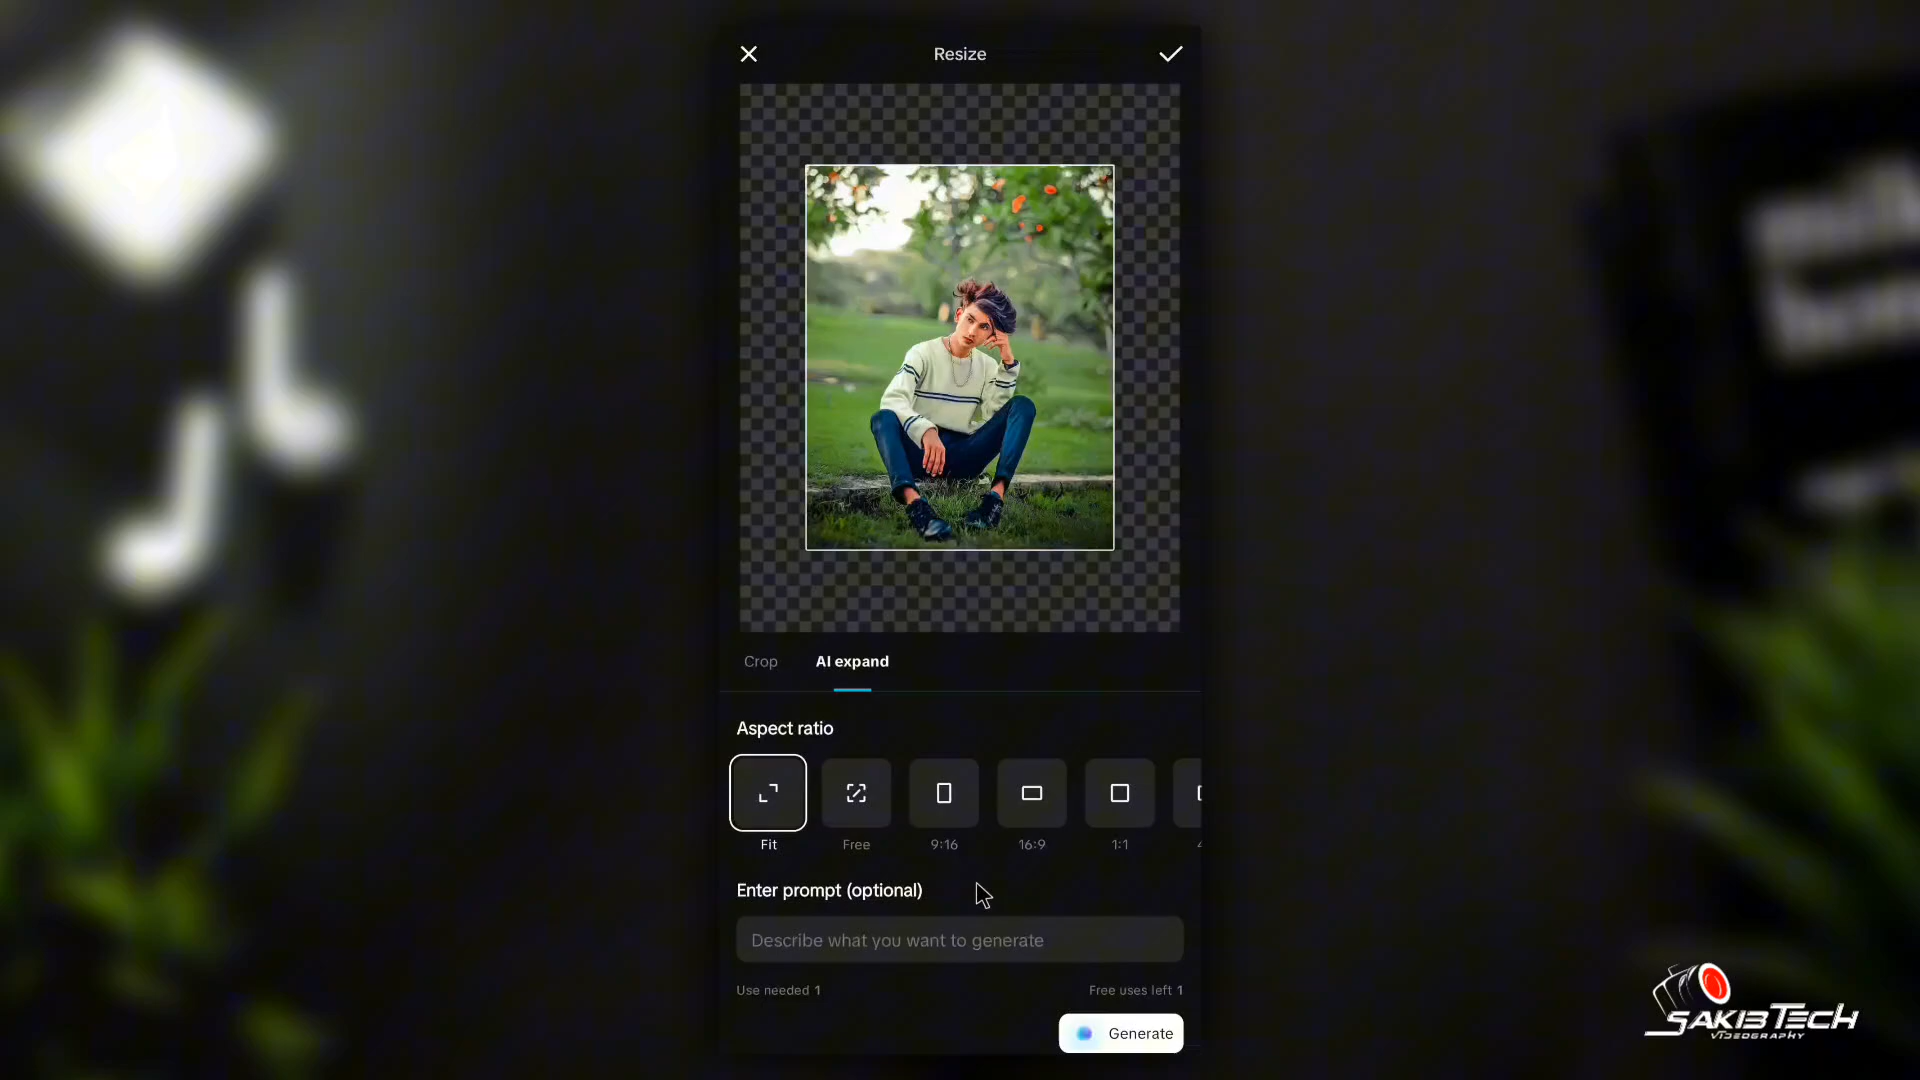 Resize
Crop
AI expand
Aspect ratio
Fit
Free
9:16
16:9
1:1
Enter prompt (optional)
Describe what you want to generate
Use needed 1
Free uses left 1
Generate
SAKIB TECH
VIDEOGRAPHY